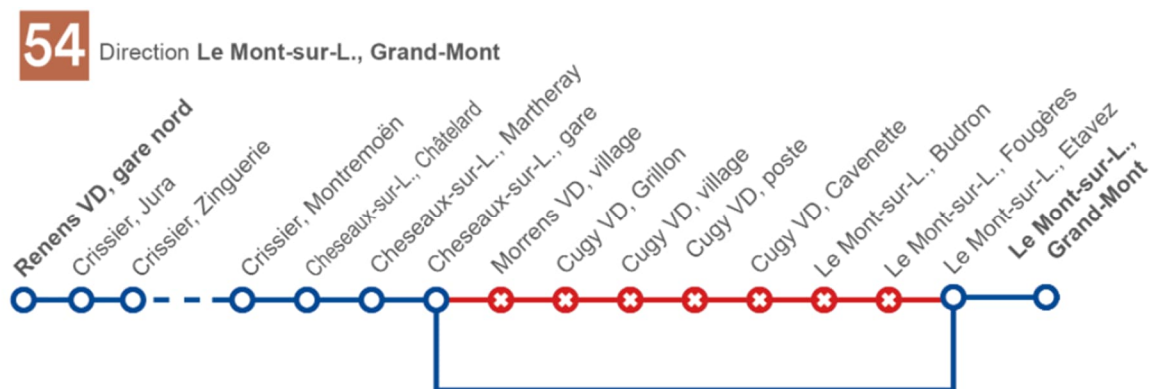 54
Direction Le Mont-sur-L., Grand-Mont
Renens VD, gare nord
Crissier, Jura
Crissier, Zinguerie
Crissier, Montremoën
Cheseaux-sur-L., Châtelard
Cheseaux-sur-L., Martheray
Cheseaux-sur-L., gare
Morrens VD, village
Cugy VD, Grillon
Cugy VD, village
Cugy VD, poste
Cugy VD, Cavenette
Le Mont-sur-L., Budron
Le Mont-sur-L., Fougères
Le Mont-sur-L., Etavez
Le Mont-sur-L.,
Grand-Mont